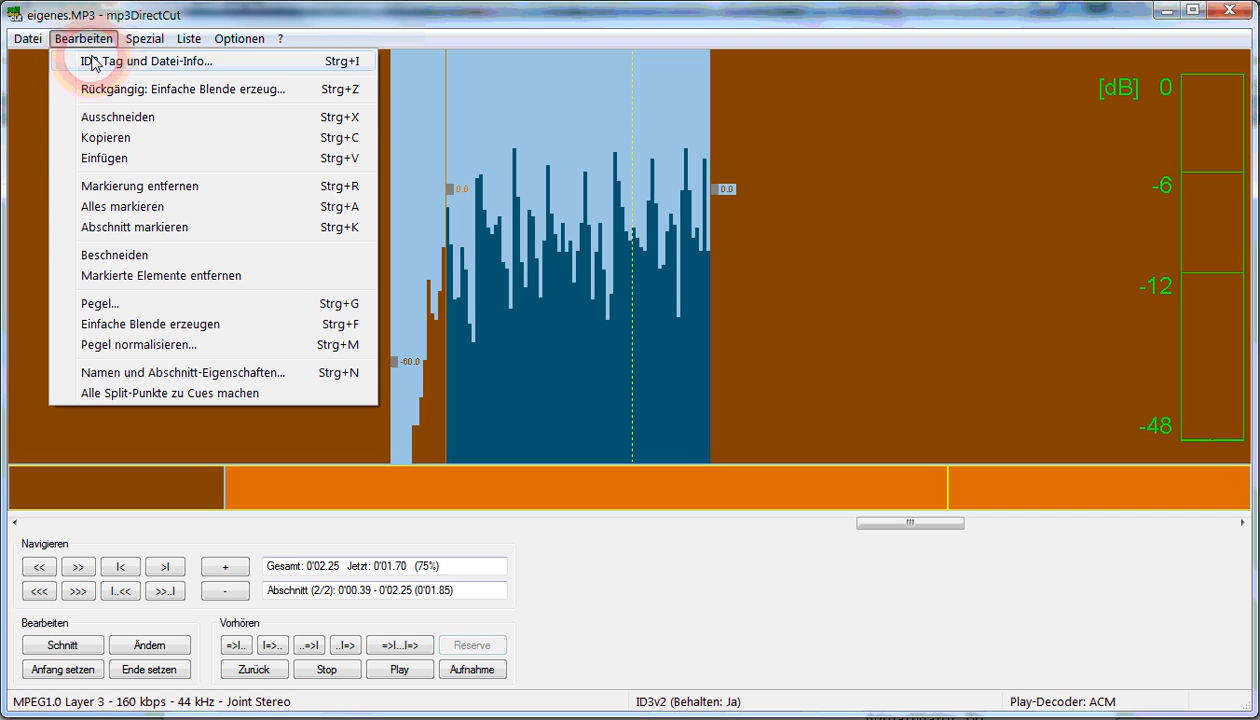 eigenes.MP3 - mp3DirectCut
Datei Bearbeiten Spezial Liste Optionen ?
Tag und Datei-Info... Strg+I
Rückgängig: Einfache Blende erzeug... Strg+Z
Ausschneiden Strg+X
Kopieren Strg+C
Einfügen Strg+V
Markierung entfernen Strg+R
Alles markieren Strg+A
Abschnitt markieren Strg+K
Beschneiden
Markierte Elemente entfernen
Pegel... Strg+G
Einfache Blende erzeugen Strg+F
Pegel normalisieren... Strg+M
Namen und Abschnitt-Eigenschaften... Strg+N
Alle Split-Punkte zu Cues machen
0.0
0.0
-60.0
[dB] 0
-6
-12
-48
Navigieren
<< >> I< >I +
<<< >>> I..<< >>..I -
Gesamt: 0'02.25 Jetzt: 0'01.70 (75%)
Abschnitt (2/2): 0'00.39 - 0'02.25 (0'01.85)
Bearbeiten
Schnitt Ändern
Anfang setzen Ende setzen
Vorhören
=>I.. I=>.. ..=>I ..I=> =>I...I=> Reserve
Zurück Stop Play Aufnahme
MPEG1.0 Layer 3 - 160 kbps - 44 kHz - Joint Stereo ID3v2 (Behalten: Ja) Play-Decoder: ACM